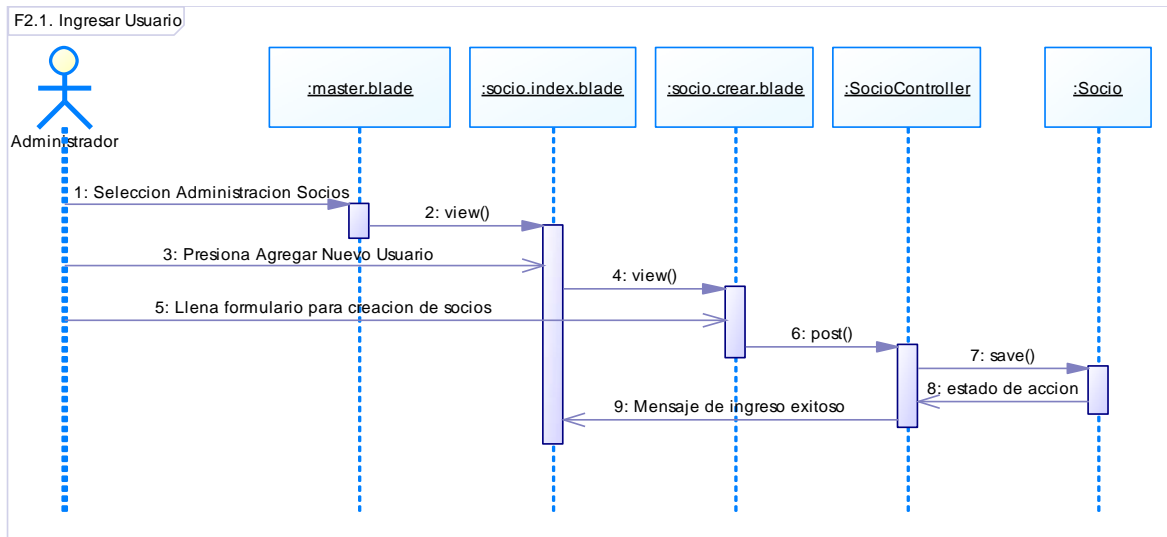 F2.1. Ingresar Usuario
:master.blade
:socio.index.blade
:socio.crear.blade
:SocioController
:Socio
Administrador
1: Seleccion Administracion Socios
2: view()
3: Presiona Agregar Nuevo Usuario
4: view()
5: Llena formulario para creacion de socios
6: post()
7: save()
8: estado de accion
9: Mensaje de ingreso exitoso